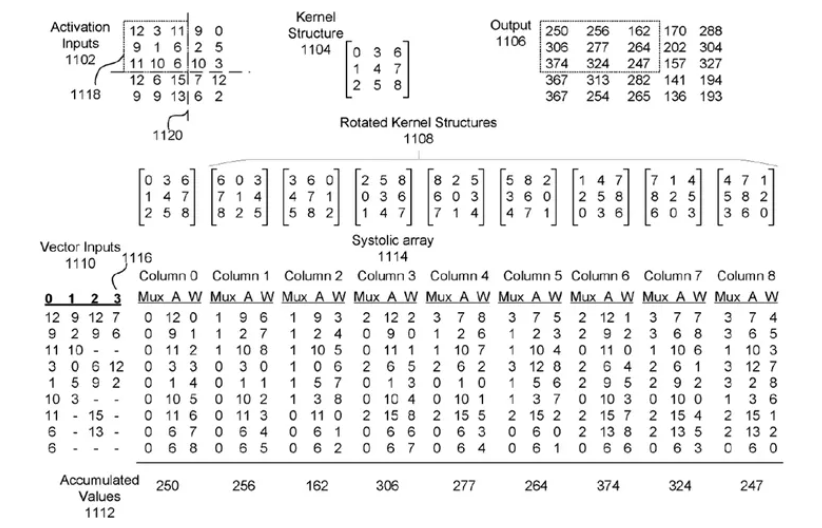 Activation Inputs 1102
12 3 11 9 0
9 1 6 2 5
11 10 6 10 3
12 6 15 7 12
9 9 13 6 2
1118
1120
Kernel Structure 1104
0 3 6
1 4 7
2 5 8
Output 1106
250 256 162 170 288
306 277 264 202 304
374 324 247 157 327
367 313 282 141 194
367 254 265 136 193
Rotated Kernel Structures
1108
0 3 6 6 0 3 3 6 0 2 5 8 8 2 5 5 8 2 1 4 7 7 1 4 4 7 1
1 4 7 7 1 4 4 7 1 0 3 6 6 0 3 3 6 0 2 5 8 8 2 5 5 8 2
2 5 8 8 2 5 5 8 2 1 4 7 7 1 4 4 7 1 0 3 6 6 0 3 3 6 0
Vector Inputs
1110
1116
Systolic array
1114
Column 0 Column 1 Column 2 Column 3 Column 4 Column 5 Column 6 Column 7 Column 8
0 1 2 3 Mux A W Mux A W Mux A W Mux A W Mux A W Mux A W Mux A W Mux A W Mux A W
12 9 12 7 0 12 0 1 9 6 1 9 3 2 12 2 3 7 8 3 7 5 2 12 1 3 7 7 3 7 4
9 2 9 6 0 9 1 1 2 7 1 2 4 0 9 0 1 2 6 1 2 3 2 9 2 3 6 8 3 6 5
11 10 - - 0 11 2 1 10 8 1 10 5 0 11 1 1 10 7 1 10 4 0 11 0 1 10 6 1 10 3
3 0 6 12 0 3 3 0 3 0 1 0 6 2 6 5 2 6 2 3 12 8 2 6 4 2 6 1 3 12 7
1 5 9 2 0 1 4 0 1 1 1 5 7 0 1 3 0 1 0 1 5 6 2 9 5 2 9 2 3 2 8
10 3 - - 0 10 5 0 10 2 1 3 8 0 10 4 0 10 1 1 3 7 0 10 3 0 10 0 1 3 6
11 - 15 - 0 11 6 0 11 3 0 11 0 2 15 8 2 15 5 2 15 2 2 15 7 2 15 4 2 15 1
6 - 13 - 0 6 7 0 6 4 0 6 1 0 6 6 0 6 3 0 6 0 2 13 8 2 13 5 2 13 2
6 - - - 0 6 8 0 6 5 0 6 2 0 6 7 0 6 4 0 6 1 0 6 6 0 6 3 0 6 0
Accumulated Values 1112
250 256 162 306 277 264 374 324 247